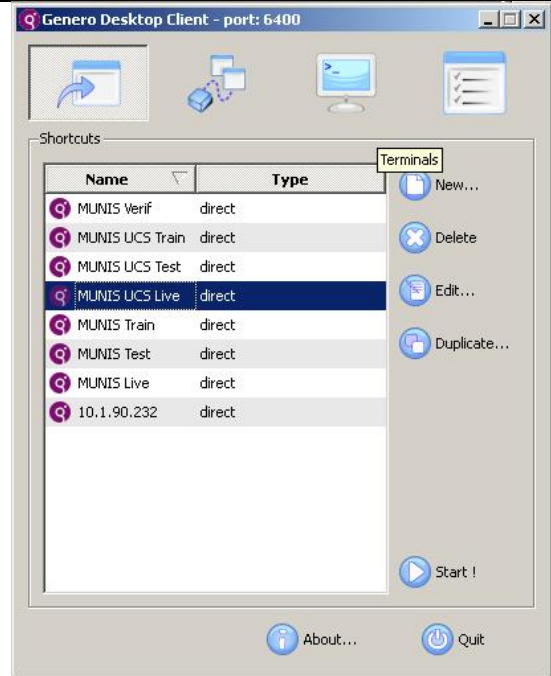 Genero Desktop Client - port: 6400
Shortcuts
Terminals
Name Type
New...
MUNIS Verif direct
MUNIS UCS Train direct
Delete
MUNIS UCS Test direct
MUNIS UCS Live direct
Edit...
MUNIS Train direct
MUNIS Test direct
Duplicate...
MUNIS Live direct
10.1.90.232 direct
Start !
About... Quit